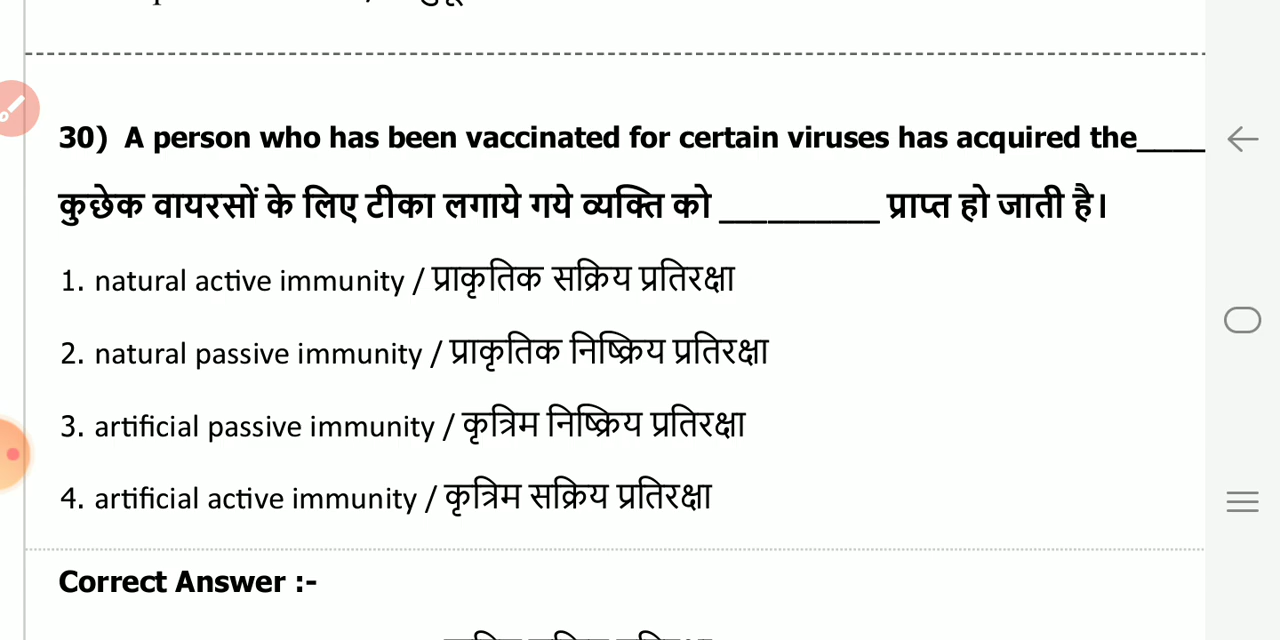 30) A person who has been vaccinated for certain viruses has acquired the_____
कुछेक वायरसों के लिए टीका लगाये गये व्यक्ति को __________ प्राप्त हो जाती है।
1. natural active immunity / प्राकृतिक सक्रिय प्रतिरक्षा
2. natural passive immunity / प्राकृतिक निष्क्रिय प्रतिरक्षा
3. artificial passive immunity / कृत्रिम निष्क्रिय प्रतिरक्षा
4. artificial active immunity / कृत्रिम सक्रिय प्रतिरक्षा
Correct Answer :-